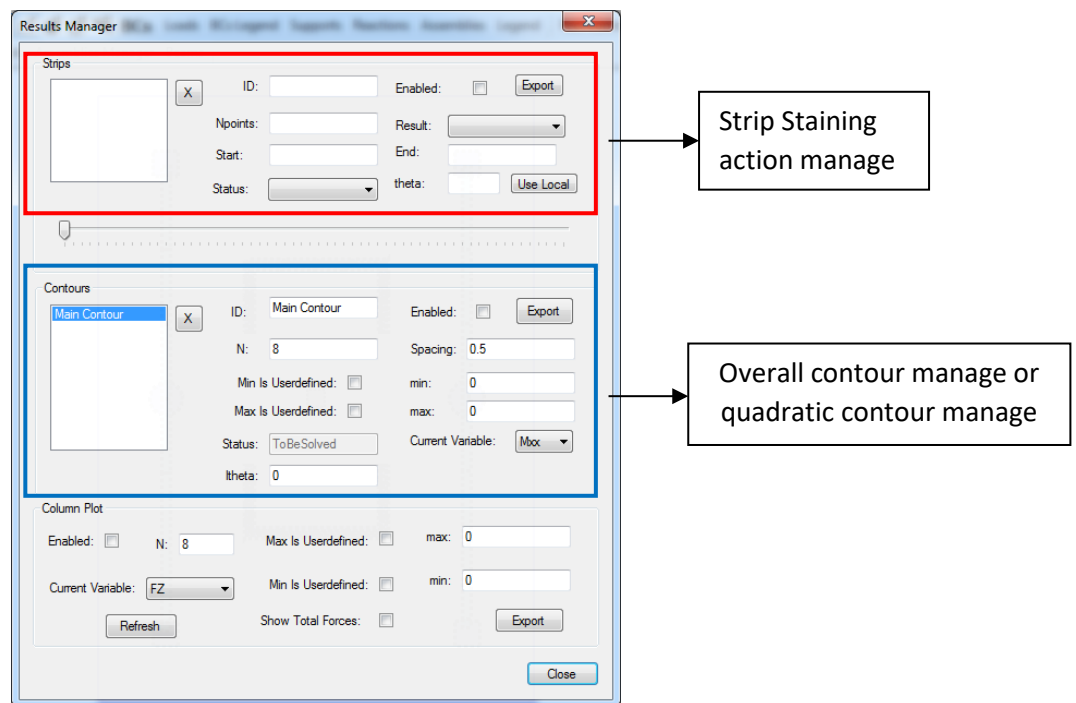 Results Manager
Strips
X
ID:
Enabled:
Export
Npoints:
Result:
Start:
End:
Status:
theta:
Use Local
Strip Staining
action manage
Contours
Main Contour
X
ID:
Main Contour
Enabled:
Export
N:
8
Spacing:
0.5
Min Is Userdefined:
min:
0
Max Is Userdefined:
max:
0
Status:
ToBeSolved
Current Variable:
Mxx
Itheta:
0
Overall contour manage or
quadratic contour manage
Column Plot
Enabled:
N:
8
Max Is Userdefined:
max:
0
Current Variable:
FZ
Min Is Userdefined:
min:
0
Refresh
Show Total Forces:
Export
Close